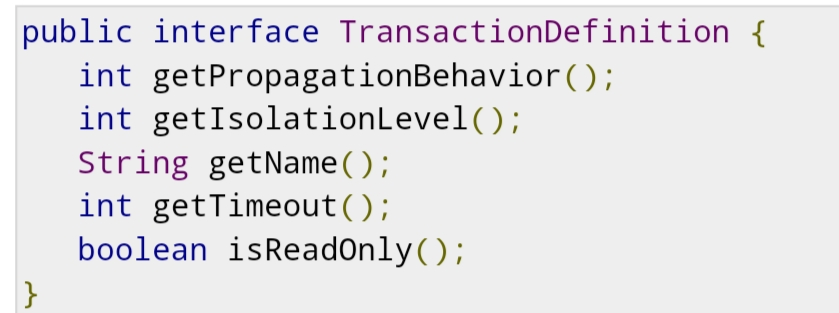 public interface TransactionDefinition {
int getPropagationBehavior();
int getIsolationLevel();
String getName();
int getTimeout();
boolean isReadOnly();
}